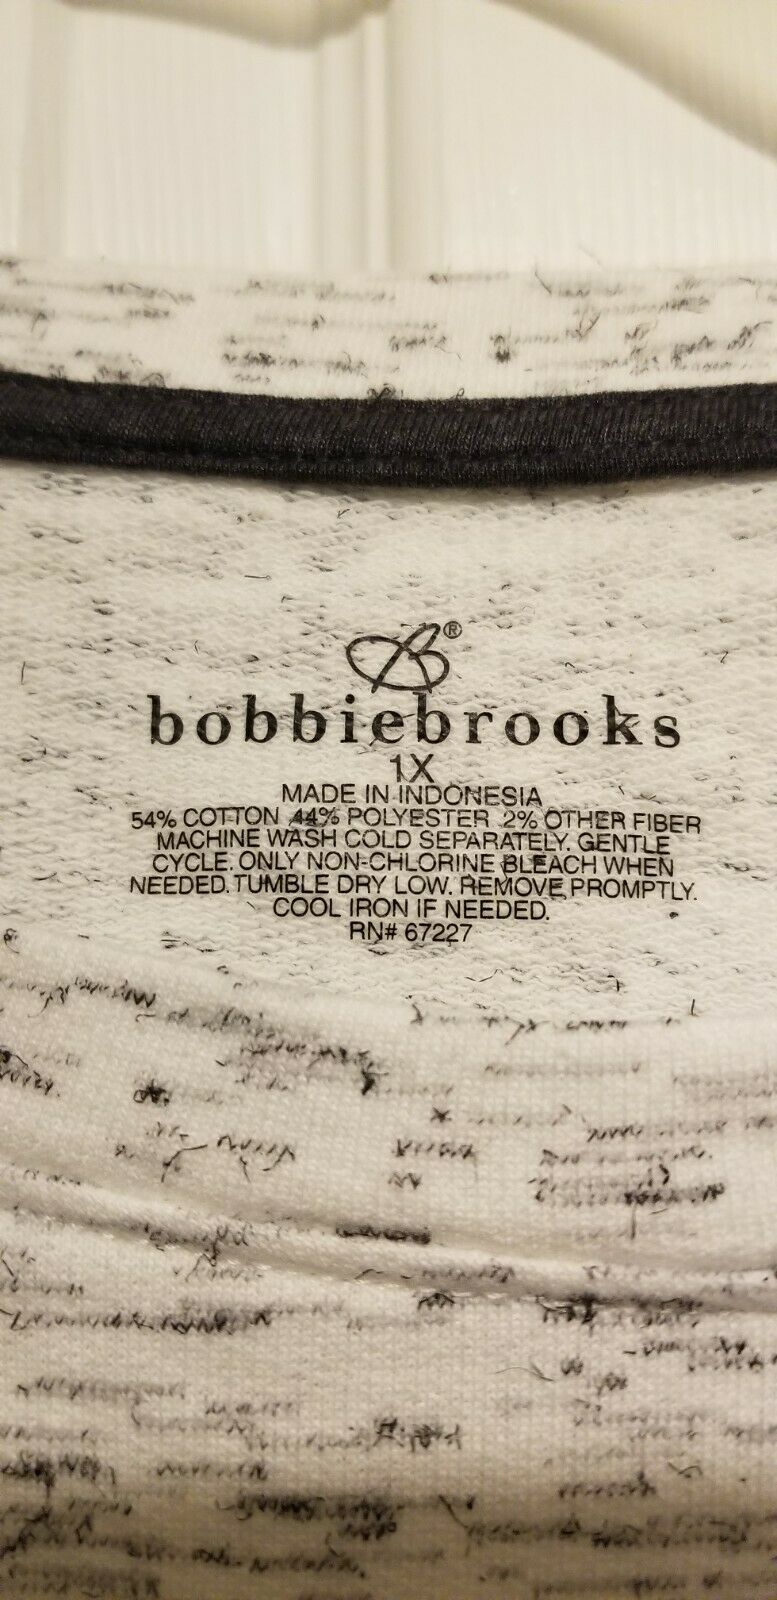 B®
bobbiebrooks
1X
MADE IN INDONESIA
54% COTTON 44% POLYESTER 2% OTHER FIBER
MACHINE WASH COLD SEPARATELY. GENTLE
CYCLE. ONLY NON-CHLORINE BLEACH WHEN
NEEDED. TUMBLE DRY LOW. REMOVE PROMPTLY.
COOL IRON IF NEEDED.
RN# 67227